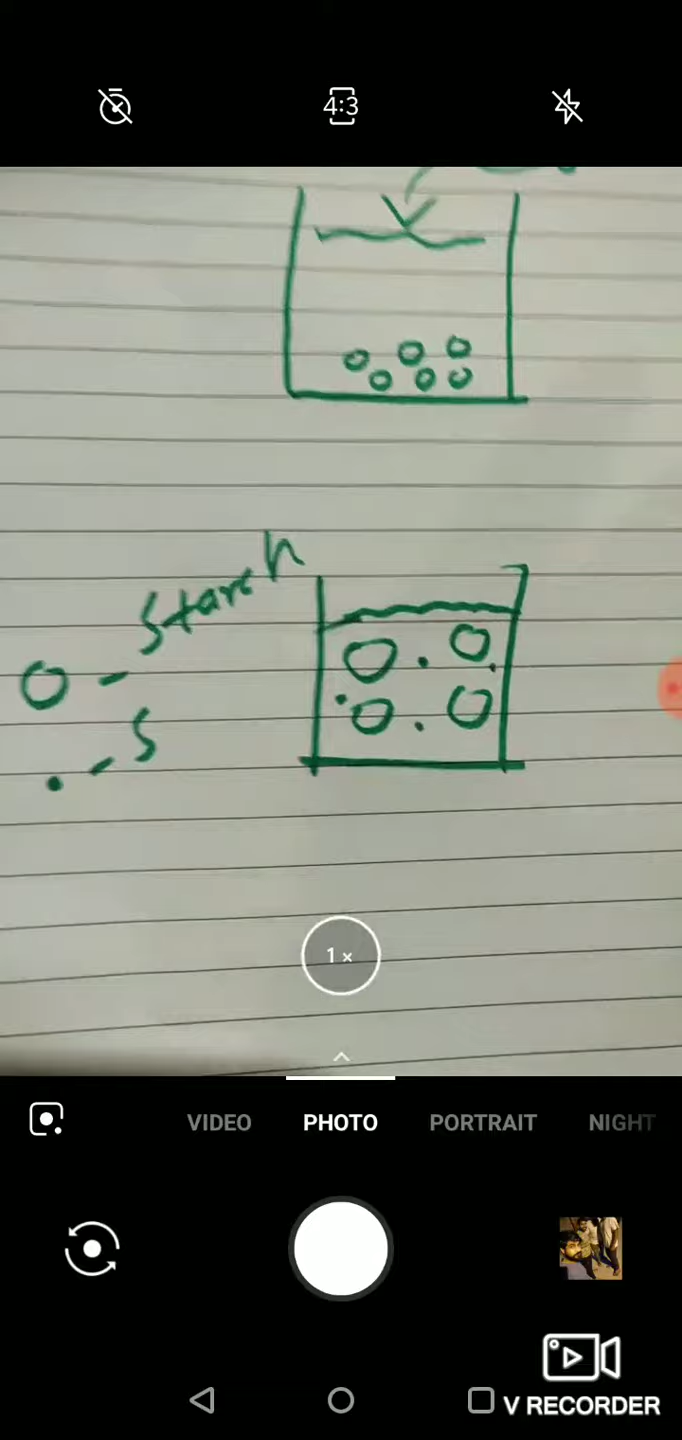 4:3
O - Starch
. - S
1×
VIDEO PHOTO PORTRAIT NIGHT
V RECORDER